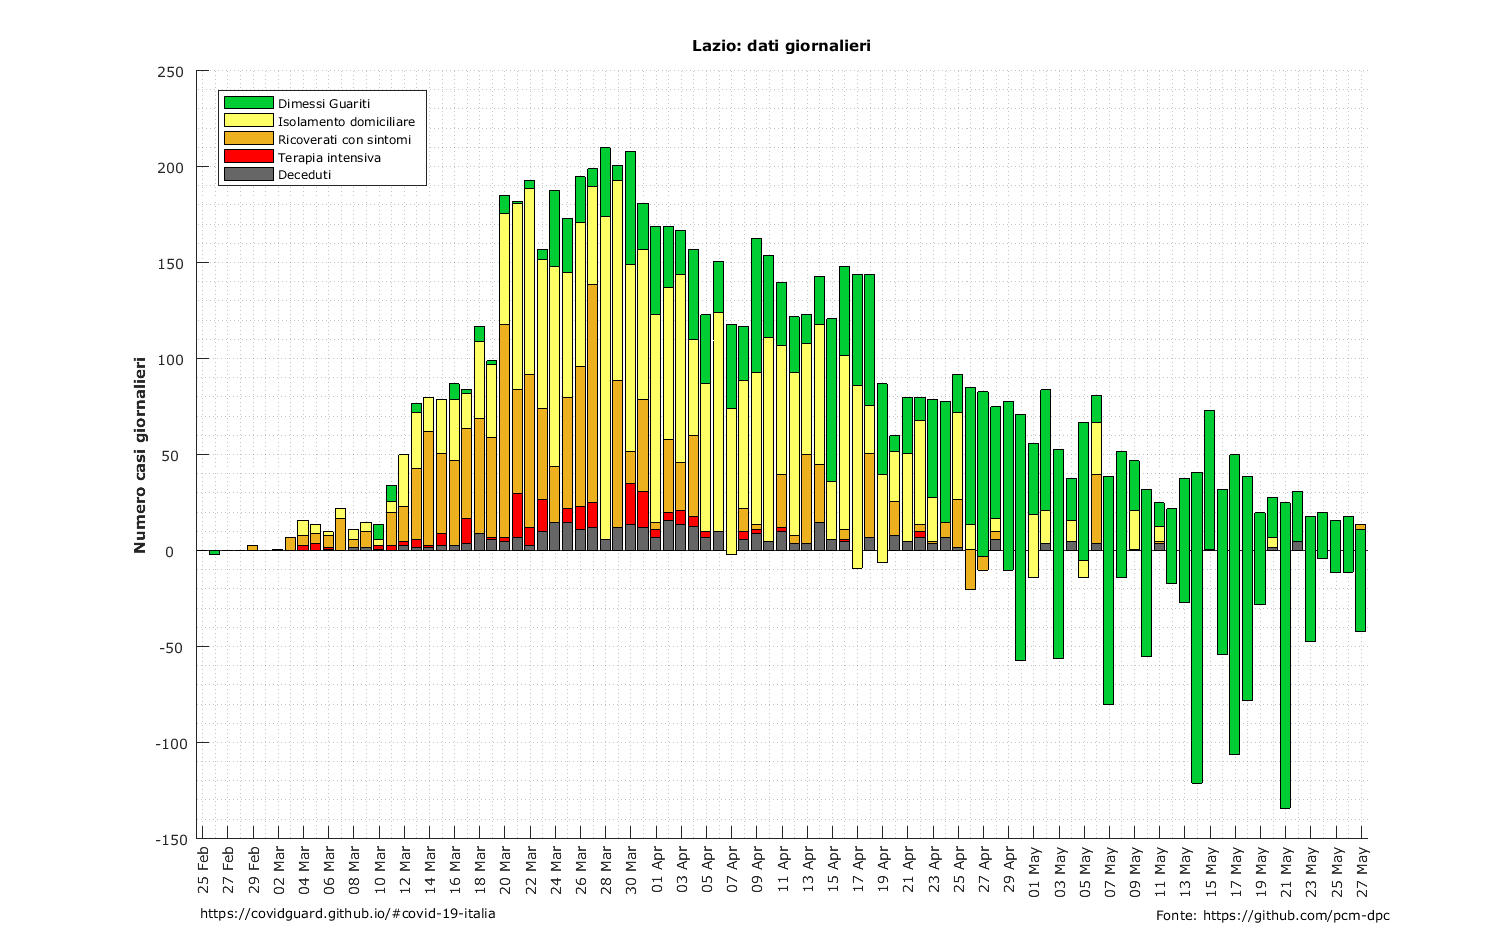 Lazio: dati giornalieri
250
200
150
100
50
0
-50
-100
-150
Numero casi giornalieri
Dimessi Guariti
Isolamento domiciliare
Ricoverati con sintomi
Terapia intensiva
Deceduti
25 Feb
27 Feb
29 Feb
02 Mar
04 Mar
06 Mar
08 Mar
10 Mar
12 Mar
14 Mar
16 Mar
18 Mar
20 Mar
22 Mar
24 Mar
26 Mar
28 Mar
30 Mar
01 Apr
03 Apr
05 Apr
07 Apr
09 Apr
11 Apr
13 Apr
15 Apr
17 Apr
19 Apr
21 Apr
23 Apr
25 Apr
27 Apr
29 Apr
01 May
03 May
05 May
07 May
09 May
11 May
13 May
15 May
17 May
19 May
21 May
23 May
25 May
27 May
https://covidguard.github.io/#covid-19-italia
Fonte: https://github.com/pcm-dpc